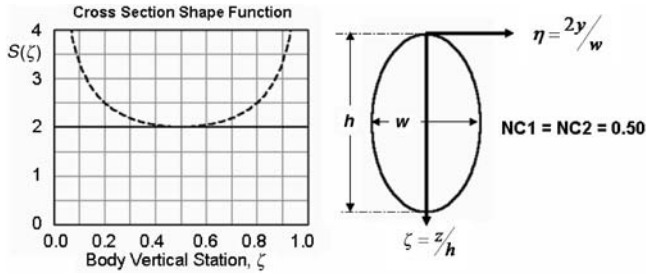 Cross Section Shape Function
4
S(ζ)
3
2
1
0
0.0 0.2 0.4 0.6 0.8 1.0
Body Vertical Station, ζ
η = 2y/w
h
w
NC1 = NC2 = 0.50
ζ = z/h